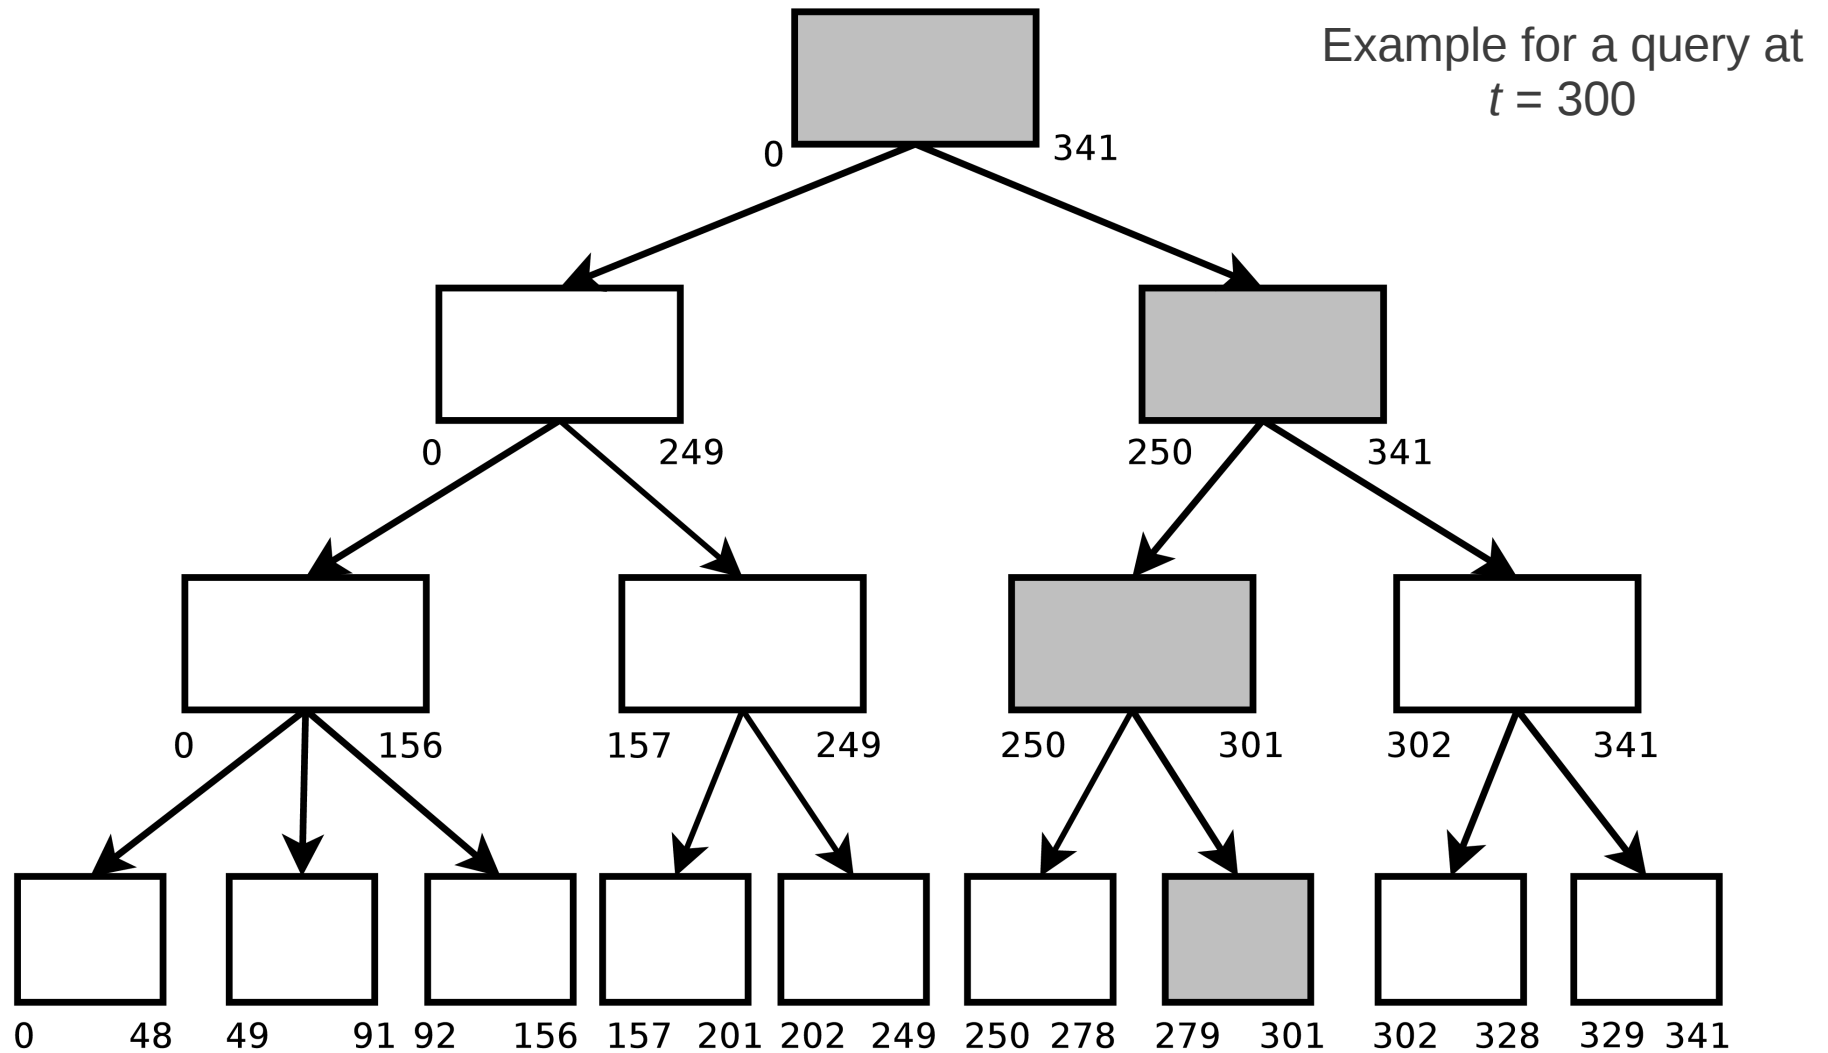 Example for a query at
t = 300
0 341
0 249 250 341
0 156 157 249 250 301 302 341
0 48 49 91 92 156 157 201 202 249 250 278 279 301 302 328 329 341